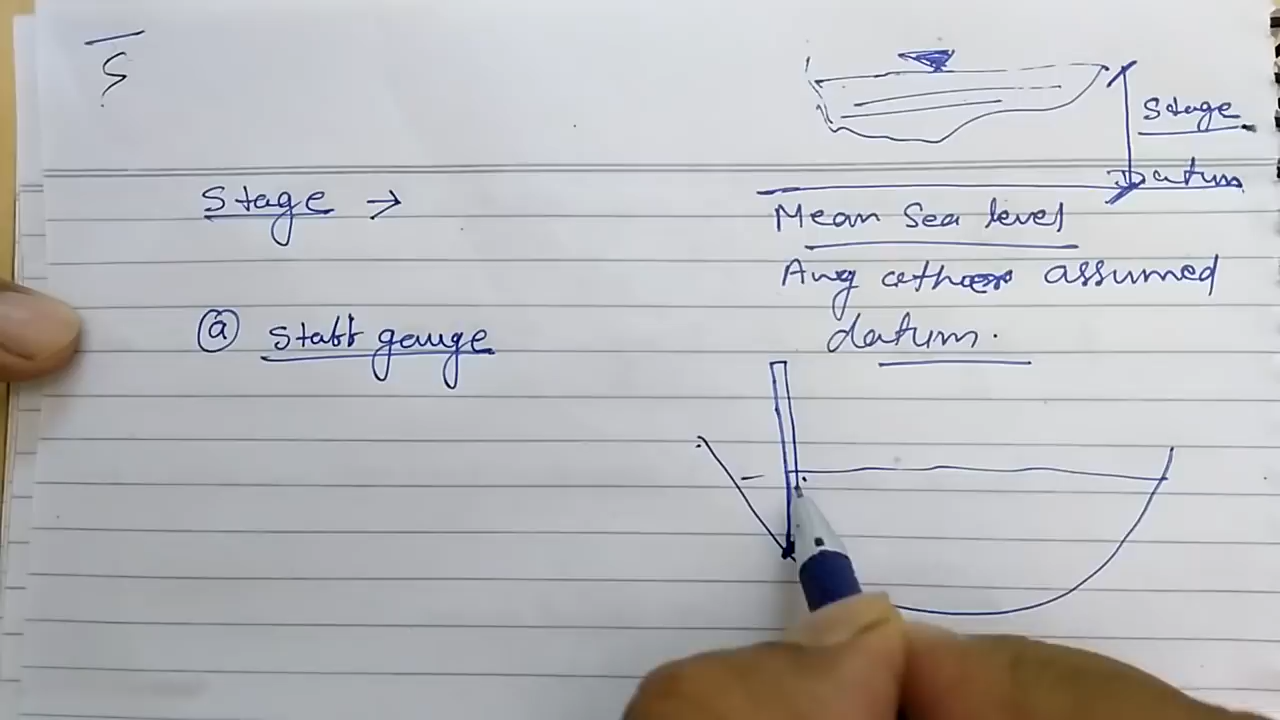 S
Stage
Datum
Stage →
Mean Sea level
Any other assumed
datum.
(a) Staff gauge